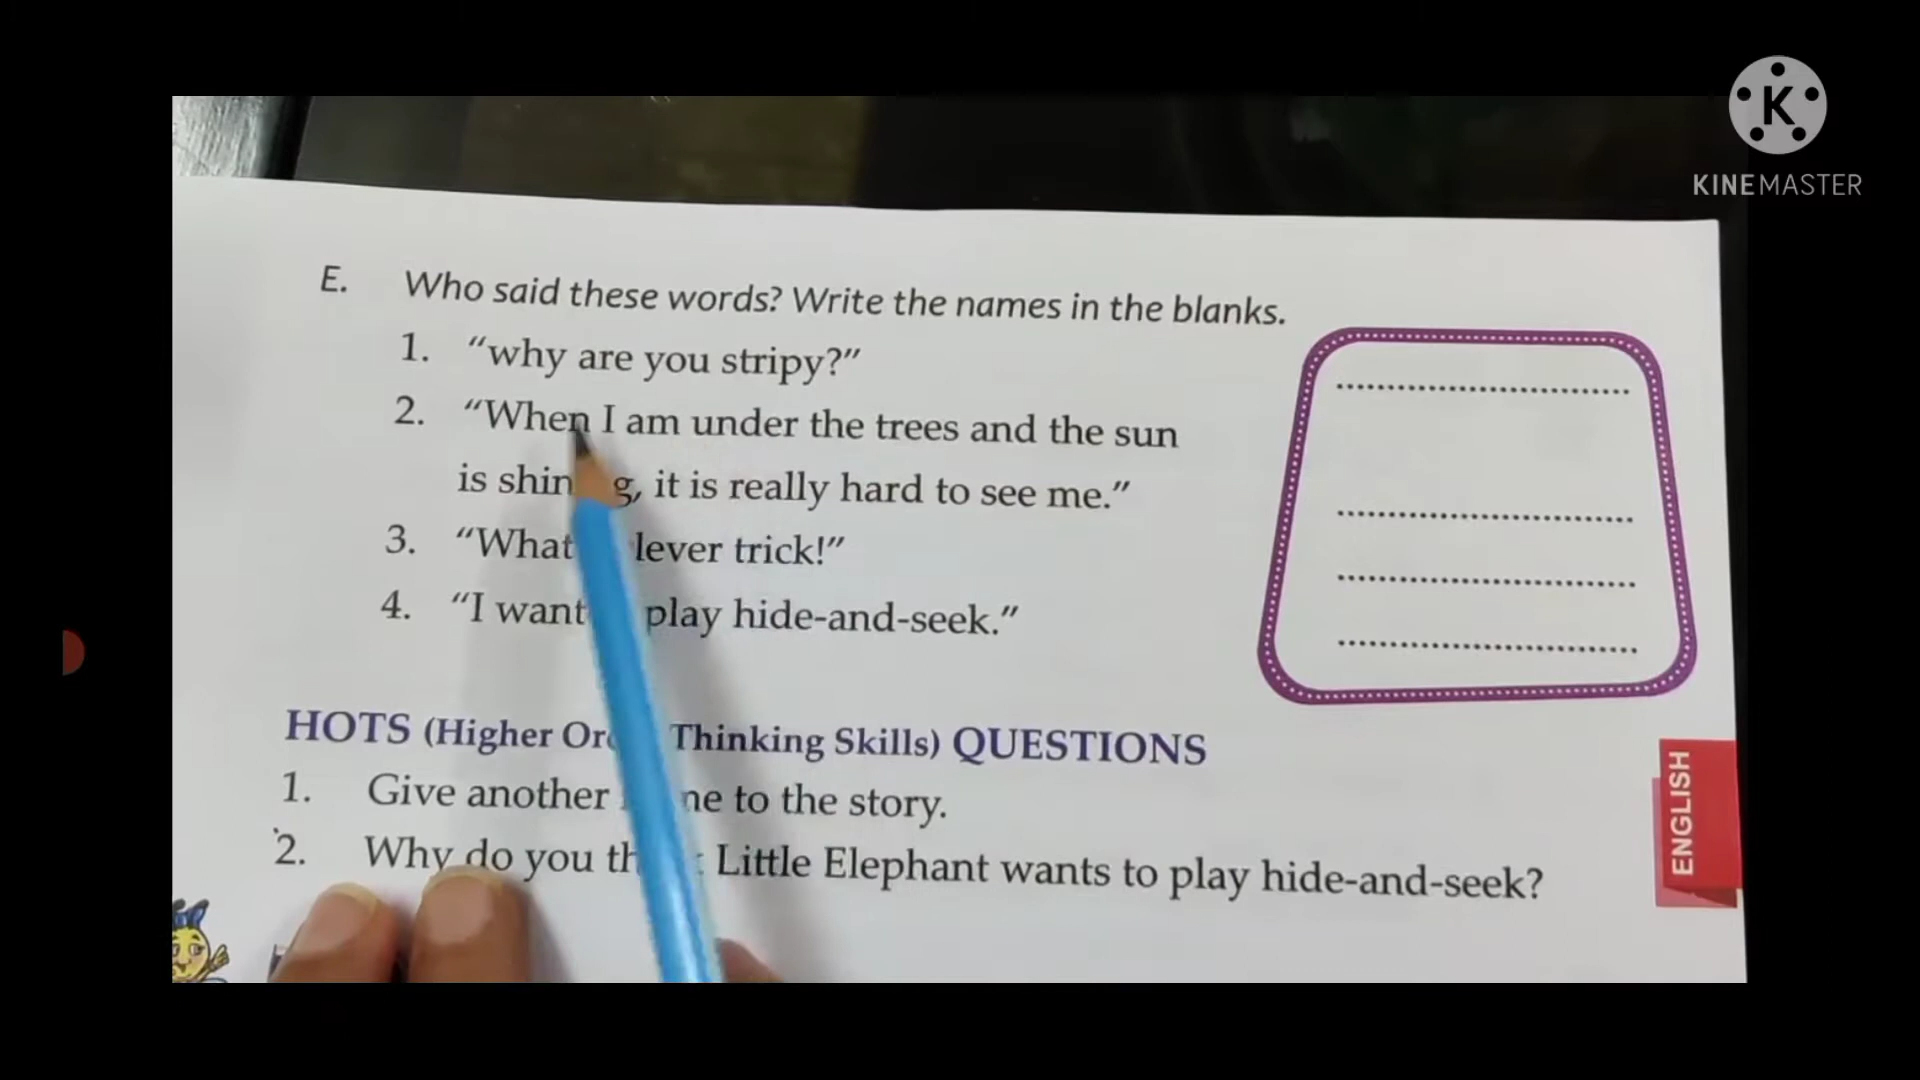 K
KINEMASTER
E. Who said these words? Write the names in the blanks.
1. “why are you stripy?”
2. “When I am under the trees and the sun
is shin g, it is really hard to see me.”
3. “What lever trick!”
4. “I want play hide-and-seek.”
HOTS (Higher Or Thinking Skills) QUESTIONS
1. Give another to the story.
2. Why do you Little Elephant wants to play hide-and-seek?
ENGLISH